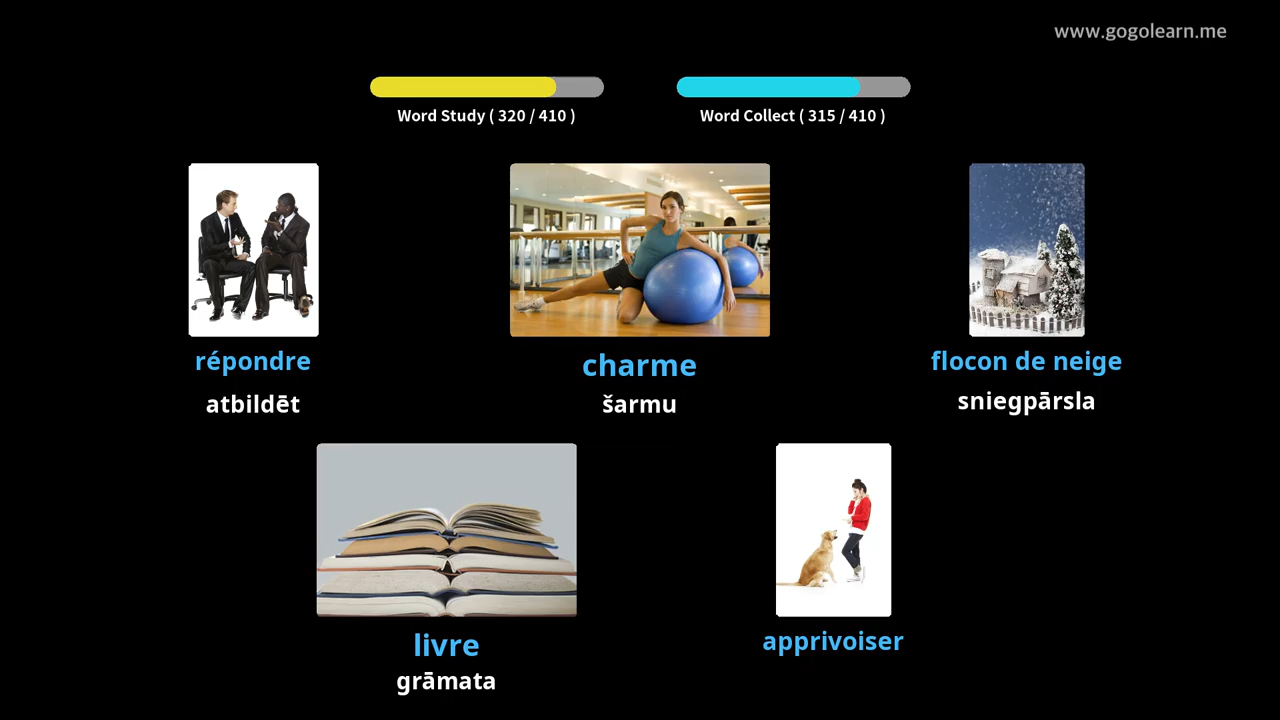 www.gogolearn.me
Word Study ( 320 / 410 )
Word Collect ( 315 / 410 )
répondre
atbildēt
charme
šarmu
flocon de neige
sniegpārsla
livre
grāmata
apprivoiser